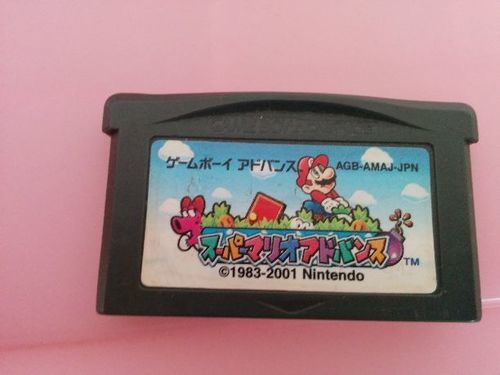 ゲームボーイ アドバンス AGB-AMAJ-JPN
スーパーマリオアドバンス TM
©1983-2001 Nintendo